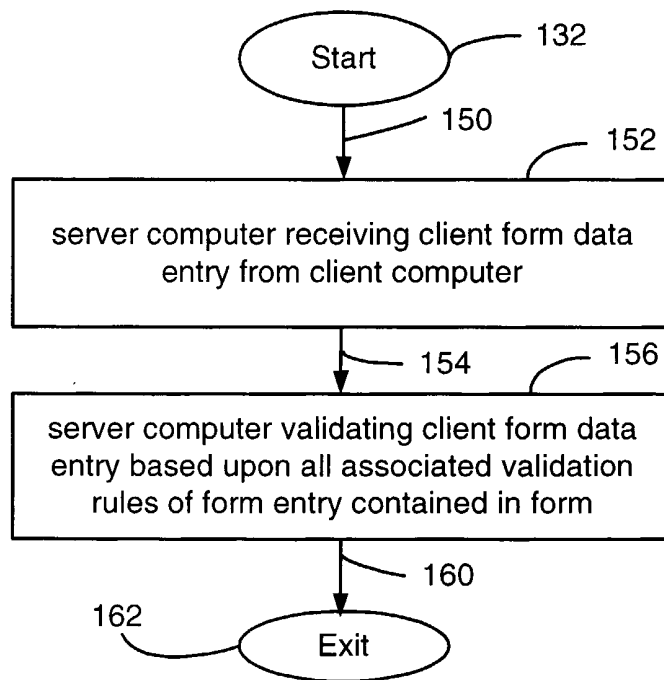 Start
132
150
152
server computer receiving client form data
entry from client computer
154
156
server computer validating client form data
entry based upon all associated validation
rules of form entry contained in form
160
162
Exit